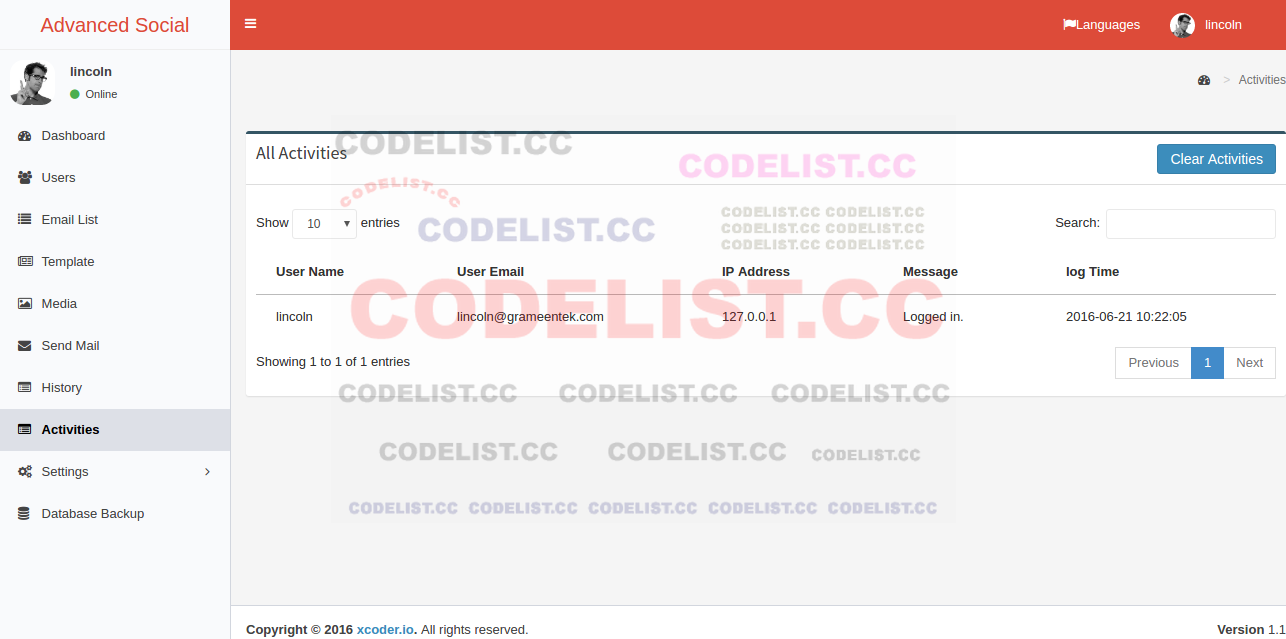 Advanced Social
Languages
lincoln
lincoln
Online
> Activities
Dashboard
Users
Email List
Template
Media
Send Mail
History
Activities
Settings
Database Backup
All Activities
Clear Activities
CODELIST.CC
CODELIST.CC
CODELIST.CC
Show 10 entries
Search:
CODELIST.CC
CODELIST.CC CODELIST.CC
CODELIST.CC CODELIST.CC
CODELIST.CC CODELIST.CC
User Name User Email IP Address Message log Time
CODELIST.CC
lincoln lincoln@grameentek.com 127.0.0.1 Logged in. 2016-06-21 10:22:05
Showing 1 to 1 of 1 entries
Previous 1 Next
CODELIST.CC CODELIST.CC CODELIST.CC
CODELIST.CC CODELIST.CC CODELIST.CC
CODELIST.CC CODELIST.CC CODELIST.CC CODELIST.CC CODELIST.CC
Copyright © 2016 xcoder.io. All rights reserved.
Version 1.1